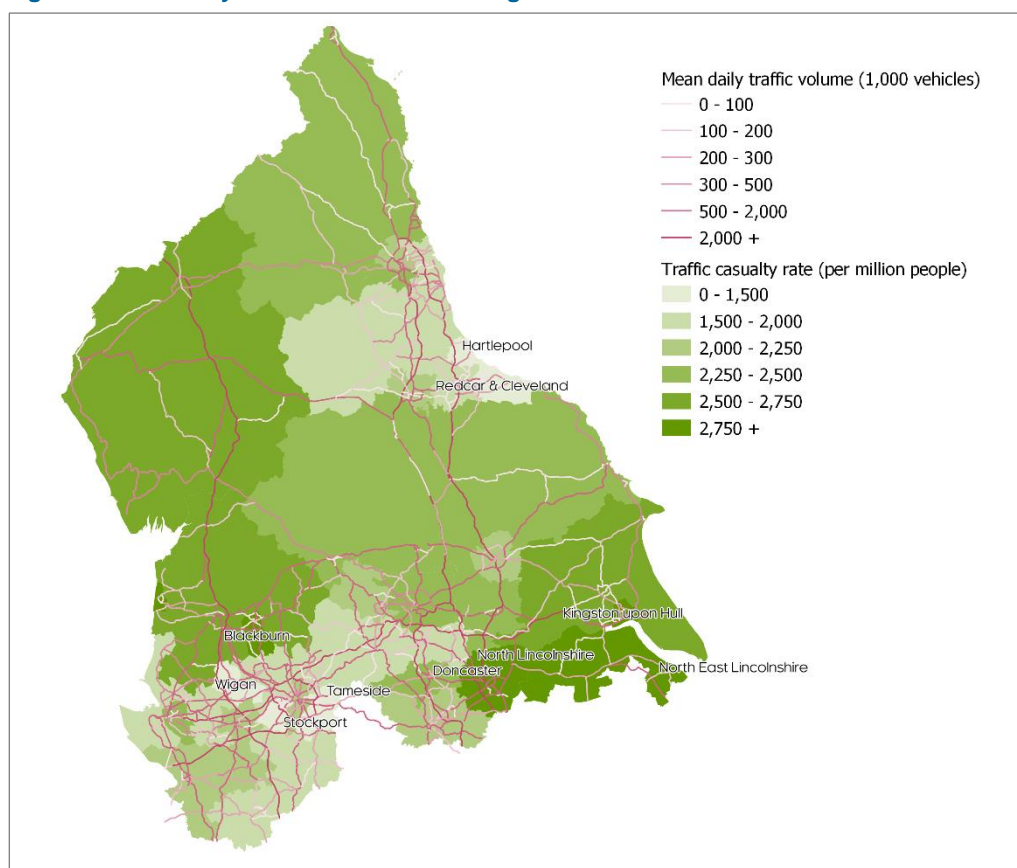 Mean daily traffic volume (1,000 vehicles)
0 - 100
100 - 200
200 - 300
300 - 500
500 - 2,000
2,000 +
Traffic casualty rate (per million people)
0 - 1,500
1,500 - 2,000
2,000 - 2,250
2,250 - 2,500
2,500 - 2,750
2,750 +
Hartlepool
Redcar & Cleveland
Kingston upon Hull
Blackburn
North Lincolnshire
North East Lincolnshire
Doncaster
Wigan
Tameside
Stockport